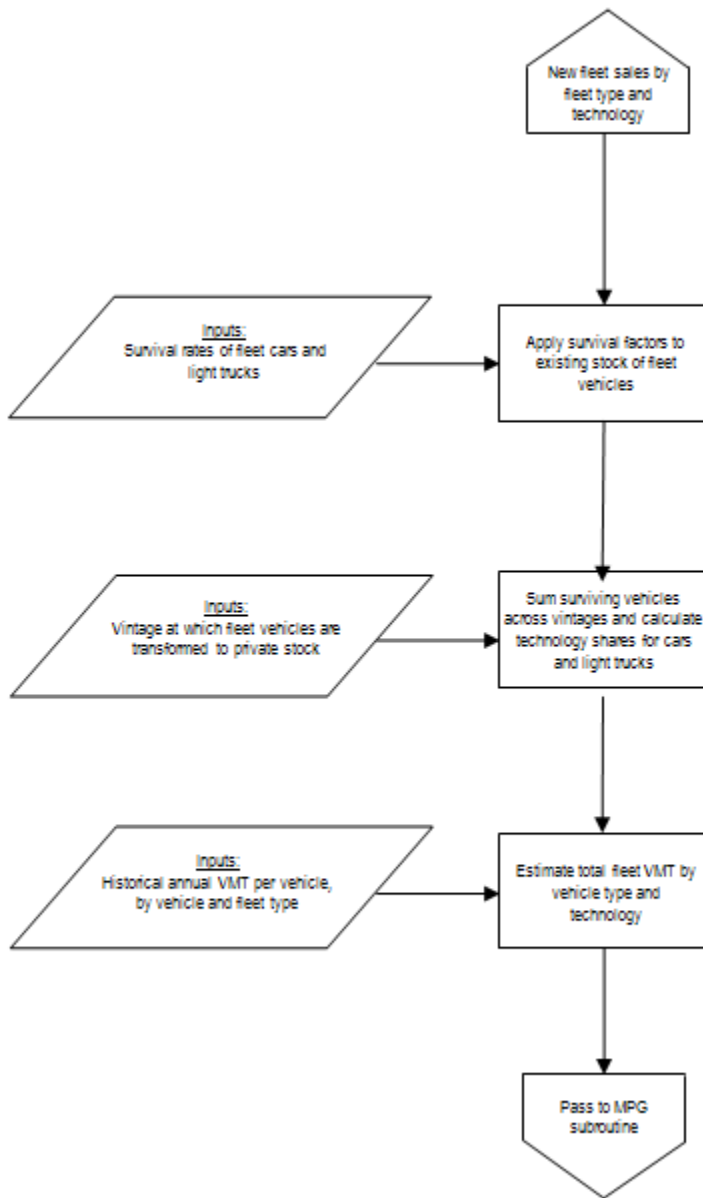 New fleet sales by
fleet type and
technology
Inputs:
Survival rates of fleet cars and
light trucks
Apply survival factors to
existing stock of fleet
vehicles
Inputs:
Vintage at which fleet vehicles are
transformed to private stock
Sum surviving vehicles
across vintages and calculate
technology shares for cars
and light trucks
Inputs:
Historical annual VMT per vehicle,
by vehicle and fleet type
Estimate total fleet VMT by
vehicle type and
technology
Pass to MPG
subroutine